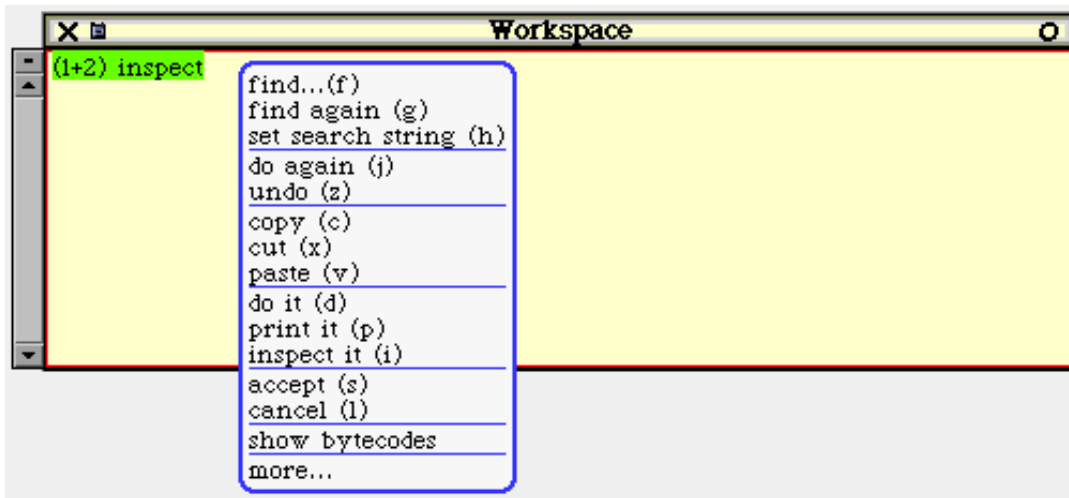 Workspace
(1+2) inspect
find...(f)
find again (g)
set search string (h)
do again (j)
undo (z)
copy (c)
cut (x)
paste (v)
do it (d)
print it (p)
inspect it (i)
accept (s)
cancel (l)
show bytecodes
more...